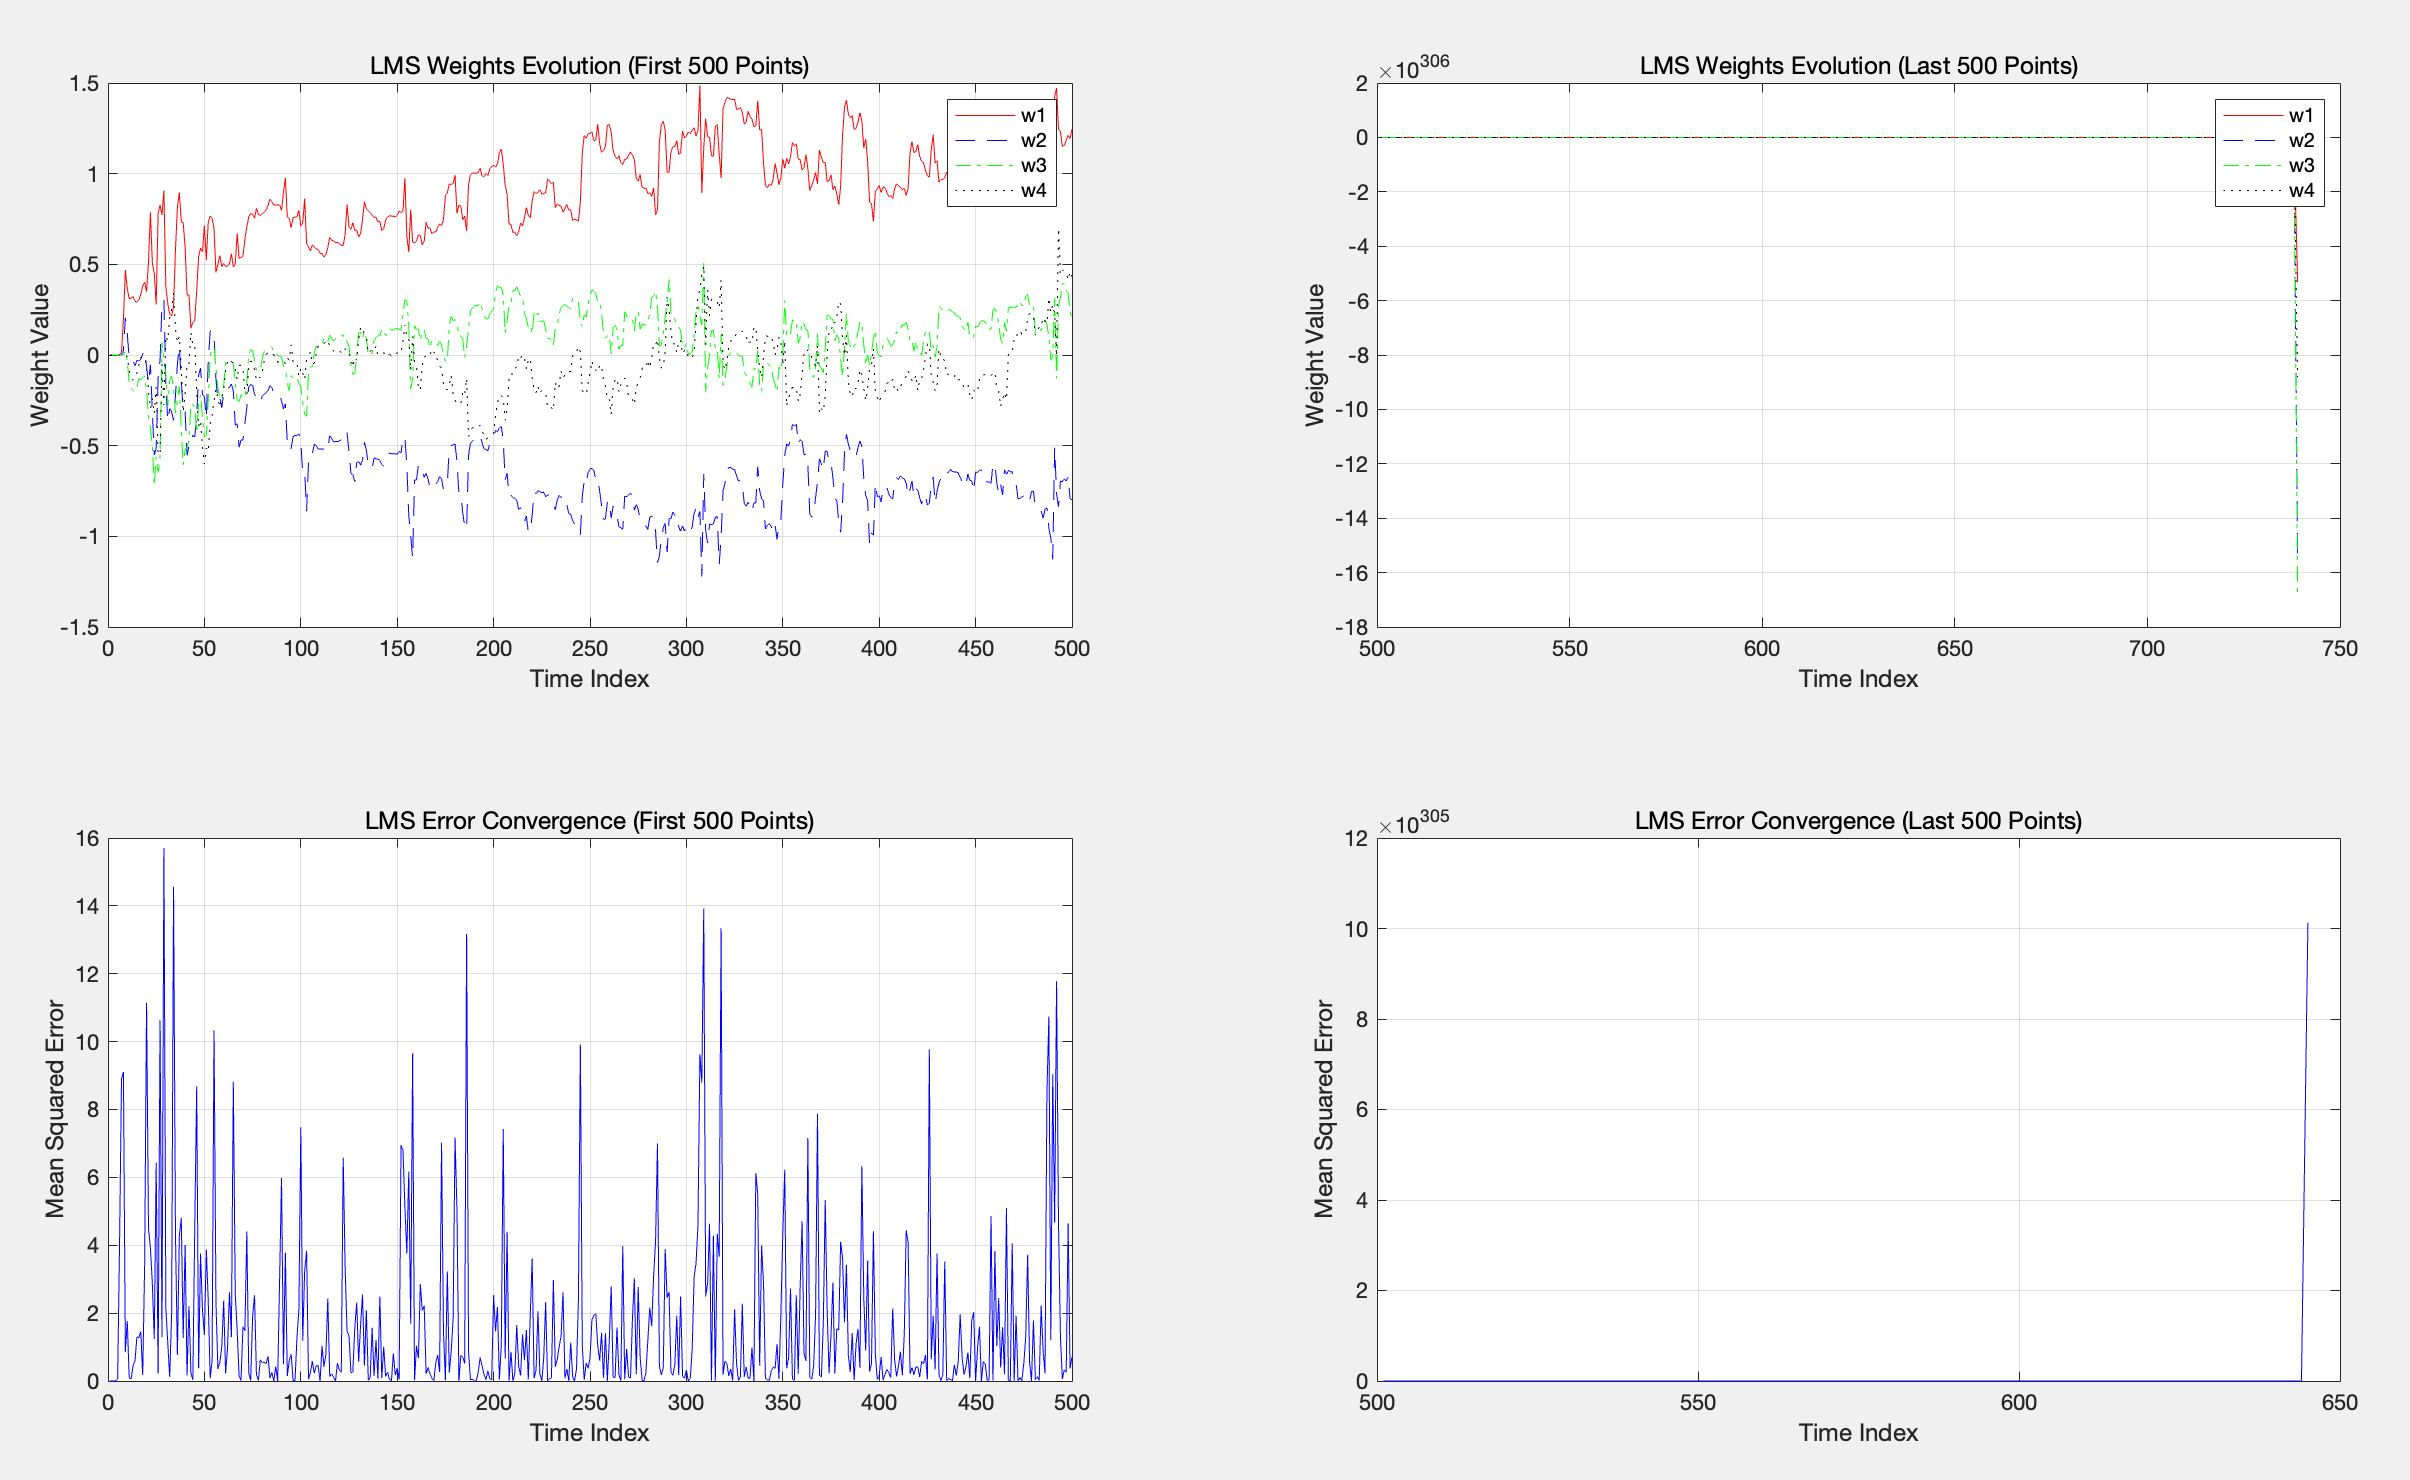 LMS Weights Evolution (First 500 Points)
1.5
1
0.5
0
-0.5
-1
-1.5
Weight Value
w1
w2
w3
w4
0 50 100 150 200 250 300 350 400 450 500
Time Index
×10^306
LMS Weights Evolution (Last 500 Points)
2
0
-2
-4
-6
-8
-10
-12
-14
-16
-18
Weight Value
w1
w2
w3
w4
500 550 600 650 700 750
Time Index
LMS Error Convergence (First 500 Points)
16
14
12
10
8
6
4
2
0
Mean Squared Error
0 50 100 150 200 250 300 350 400 450 500
Time Index
×10^305
LMS Error Convergence (Last 500 Points)
12
10
8
6
4
2
0
Mean Squared Error
500 550 600 650
Time Index